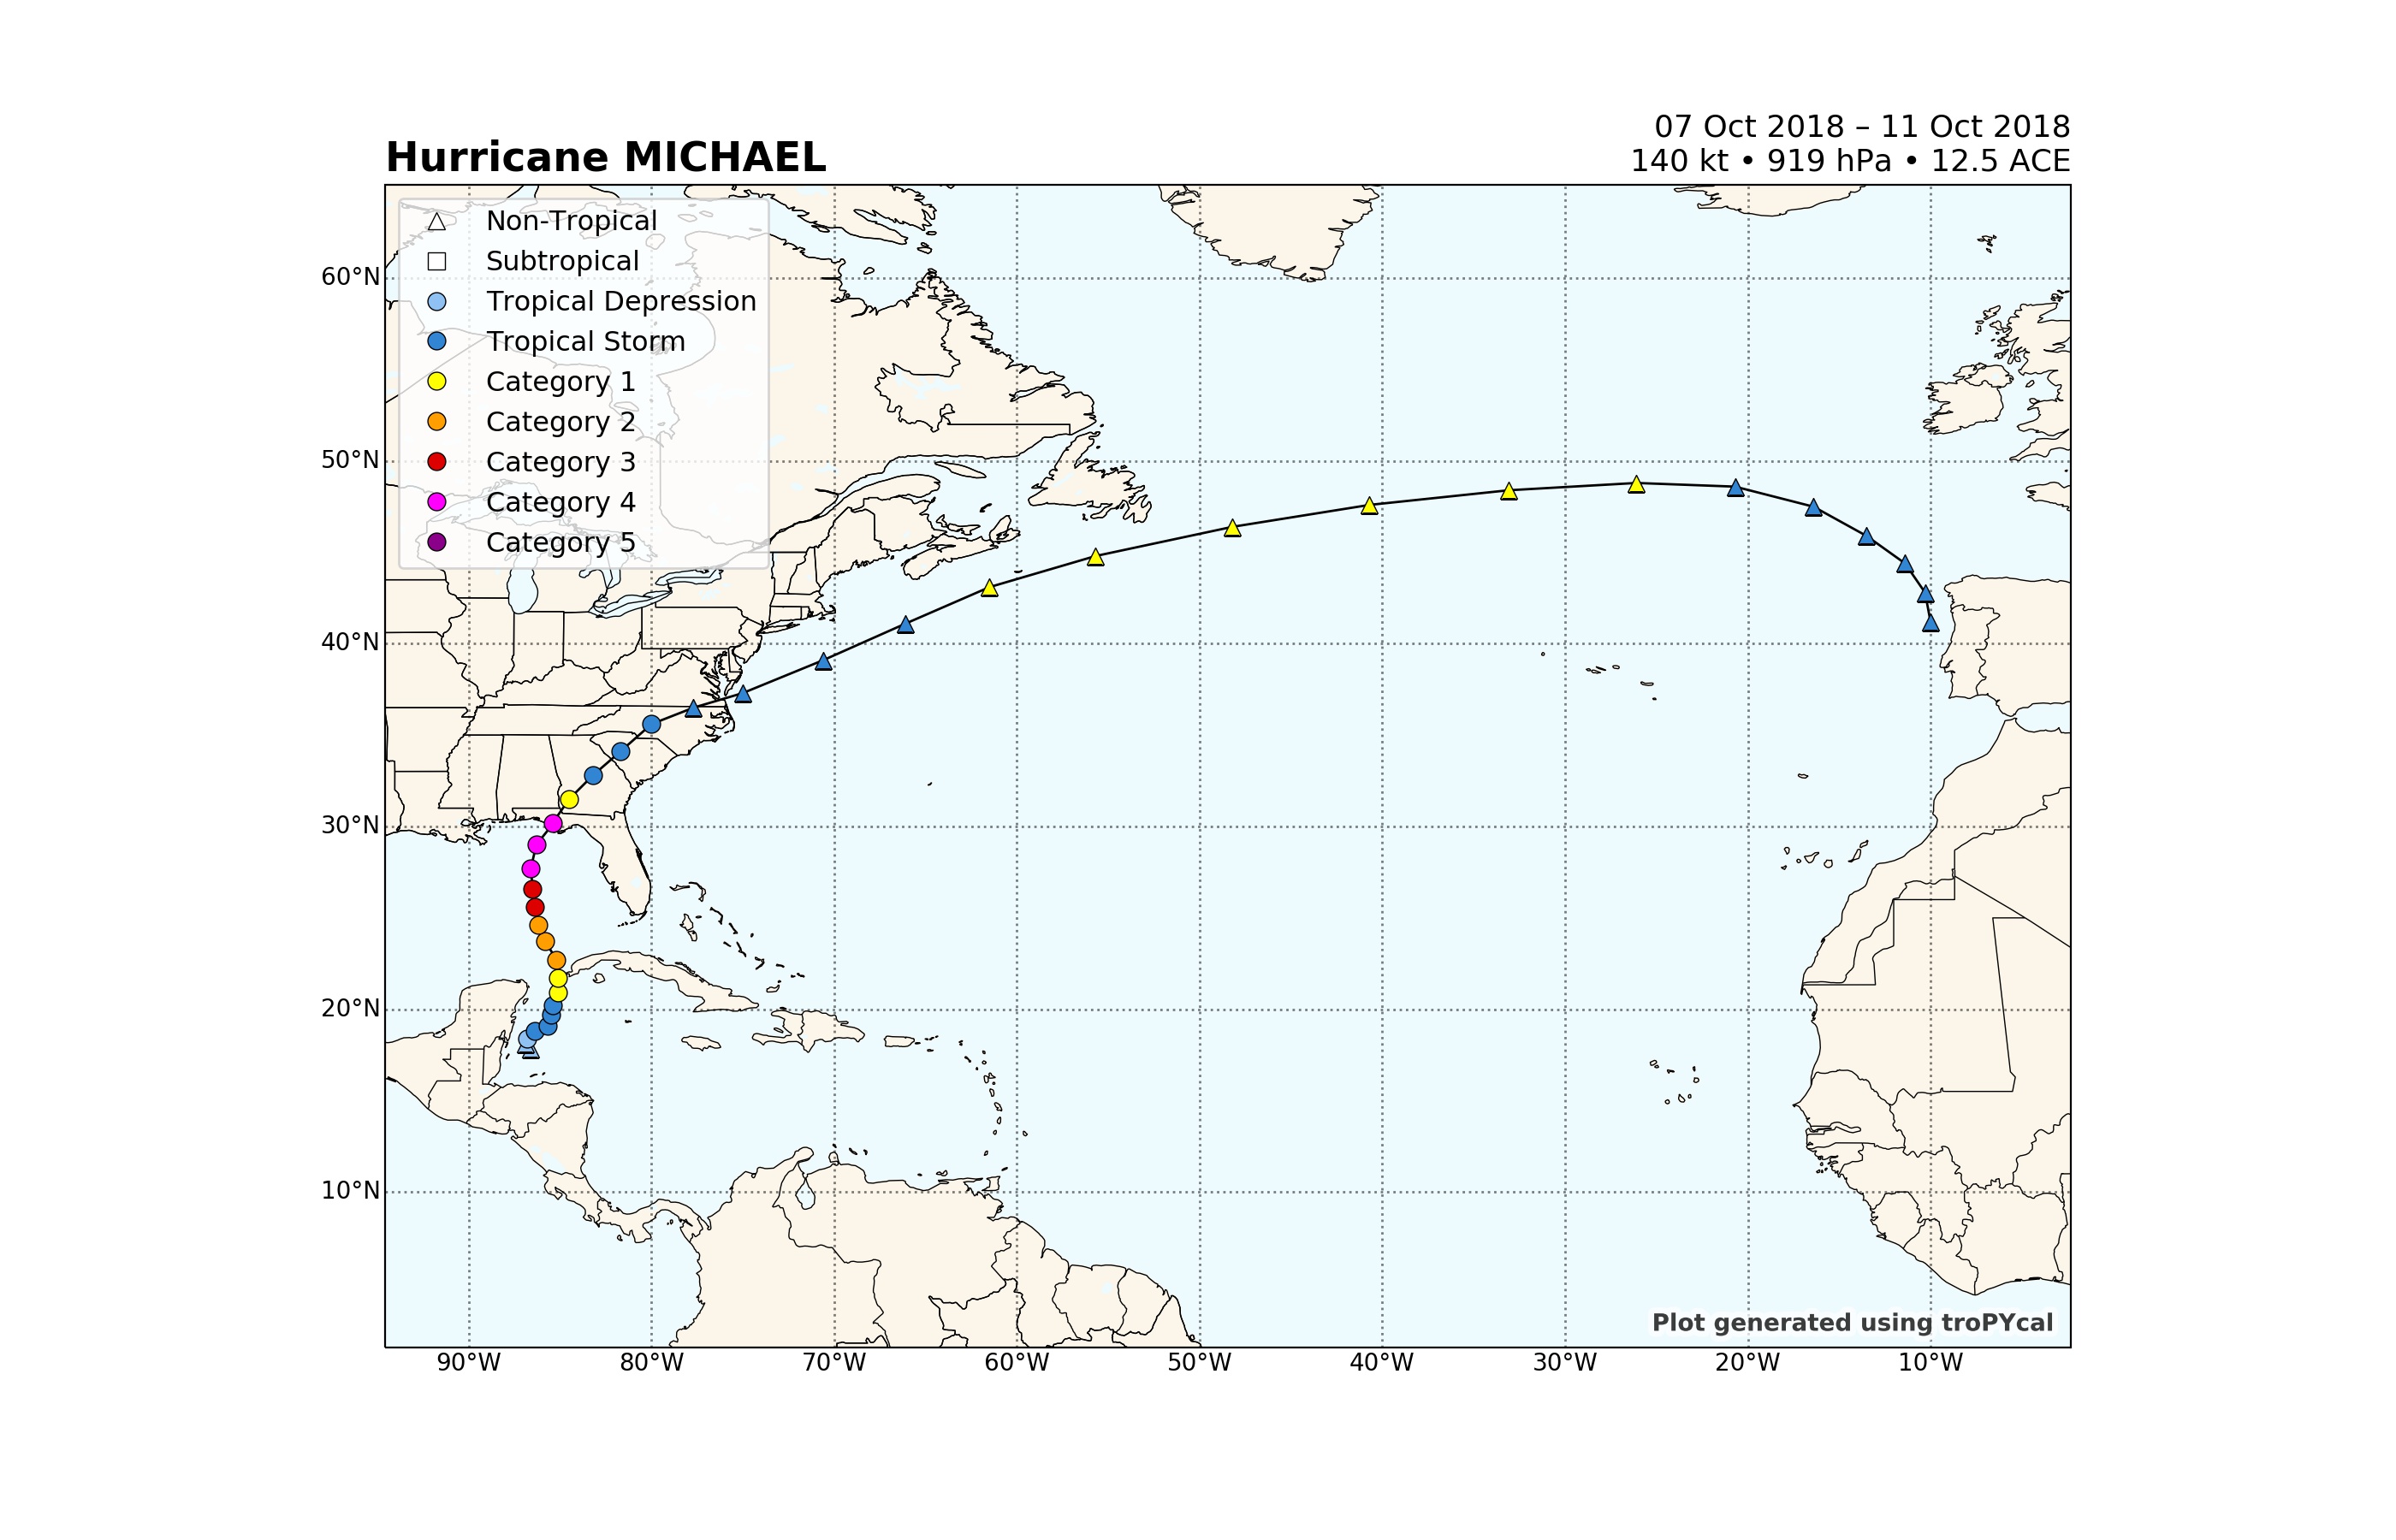 Hurricane MICHAEL
07 Oct 2018 – 11 Oct 2018
140 kt • 919 hPa • 12.5 ACE
Non-Tropical
Subtropical
Tropical Depression
Tropical Storm
Category 1
Category 2
Category 3
Category 4
Category 5
60°N
50°N
40°N
30°N
20°N
10°N
90°W 80°W 70°W 60°W 50°W 40°W 30°W 20°W 10°W
Plot generated using troPYcal